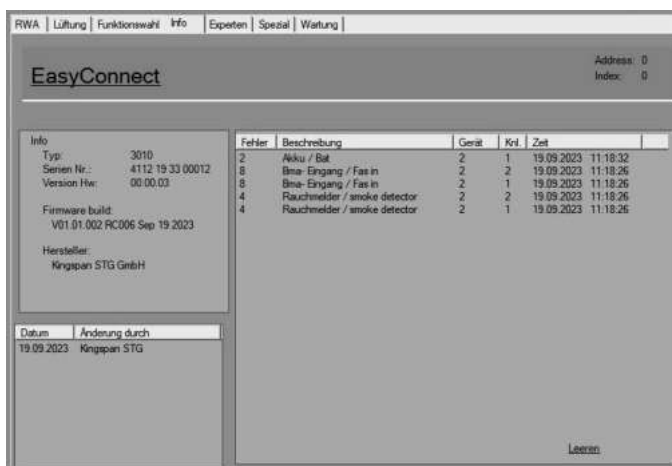 RWA Lüftung Funktionswahl Info Experten Spezial Wartung
EasyConnect
Address: 0
Index: 0
Info
Typ: 3010
Serien Nr.: 4112 19 33 00012
Version Hw: 00.00.03
Firmware build:
V01.01.002 RC006 Sep 19 2023
Hersteller:
Kingspan STG GmbH
Datum Änderung durch
19.09.2023 Kingspan STG
Fehler Beschreibung Gerät Knl. Zeit
2 Akku / Bat 2 1 19.09.2023 11:18:32
8 Bma- Eingang / Fas in 2 2 19.09.2023 11:18:26
8 Bma- Eingang / Fas in 2 1 19.09.2023 11:18:26
4 Rauchmelder / smoke detector 2 2 19.09.2023 11:18:26
4 Rauchmelder / smoke detector 2 1 19.09.2023 11:18:26
Leeren